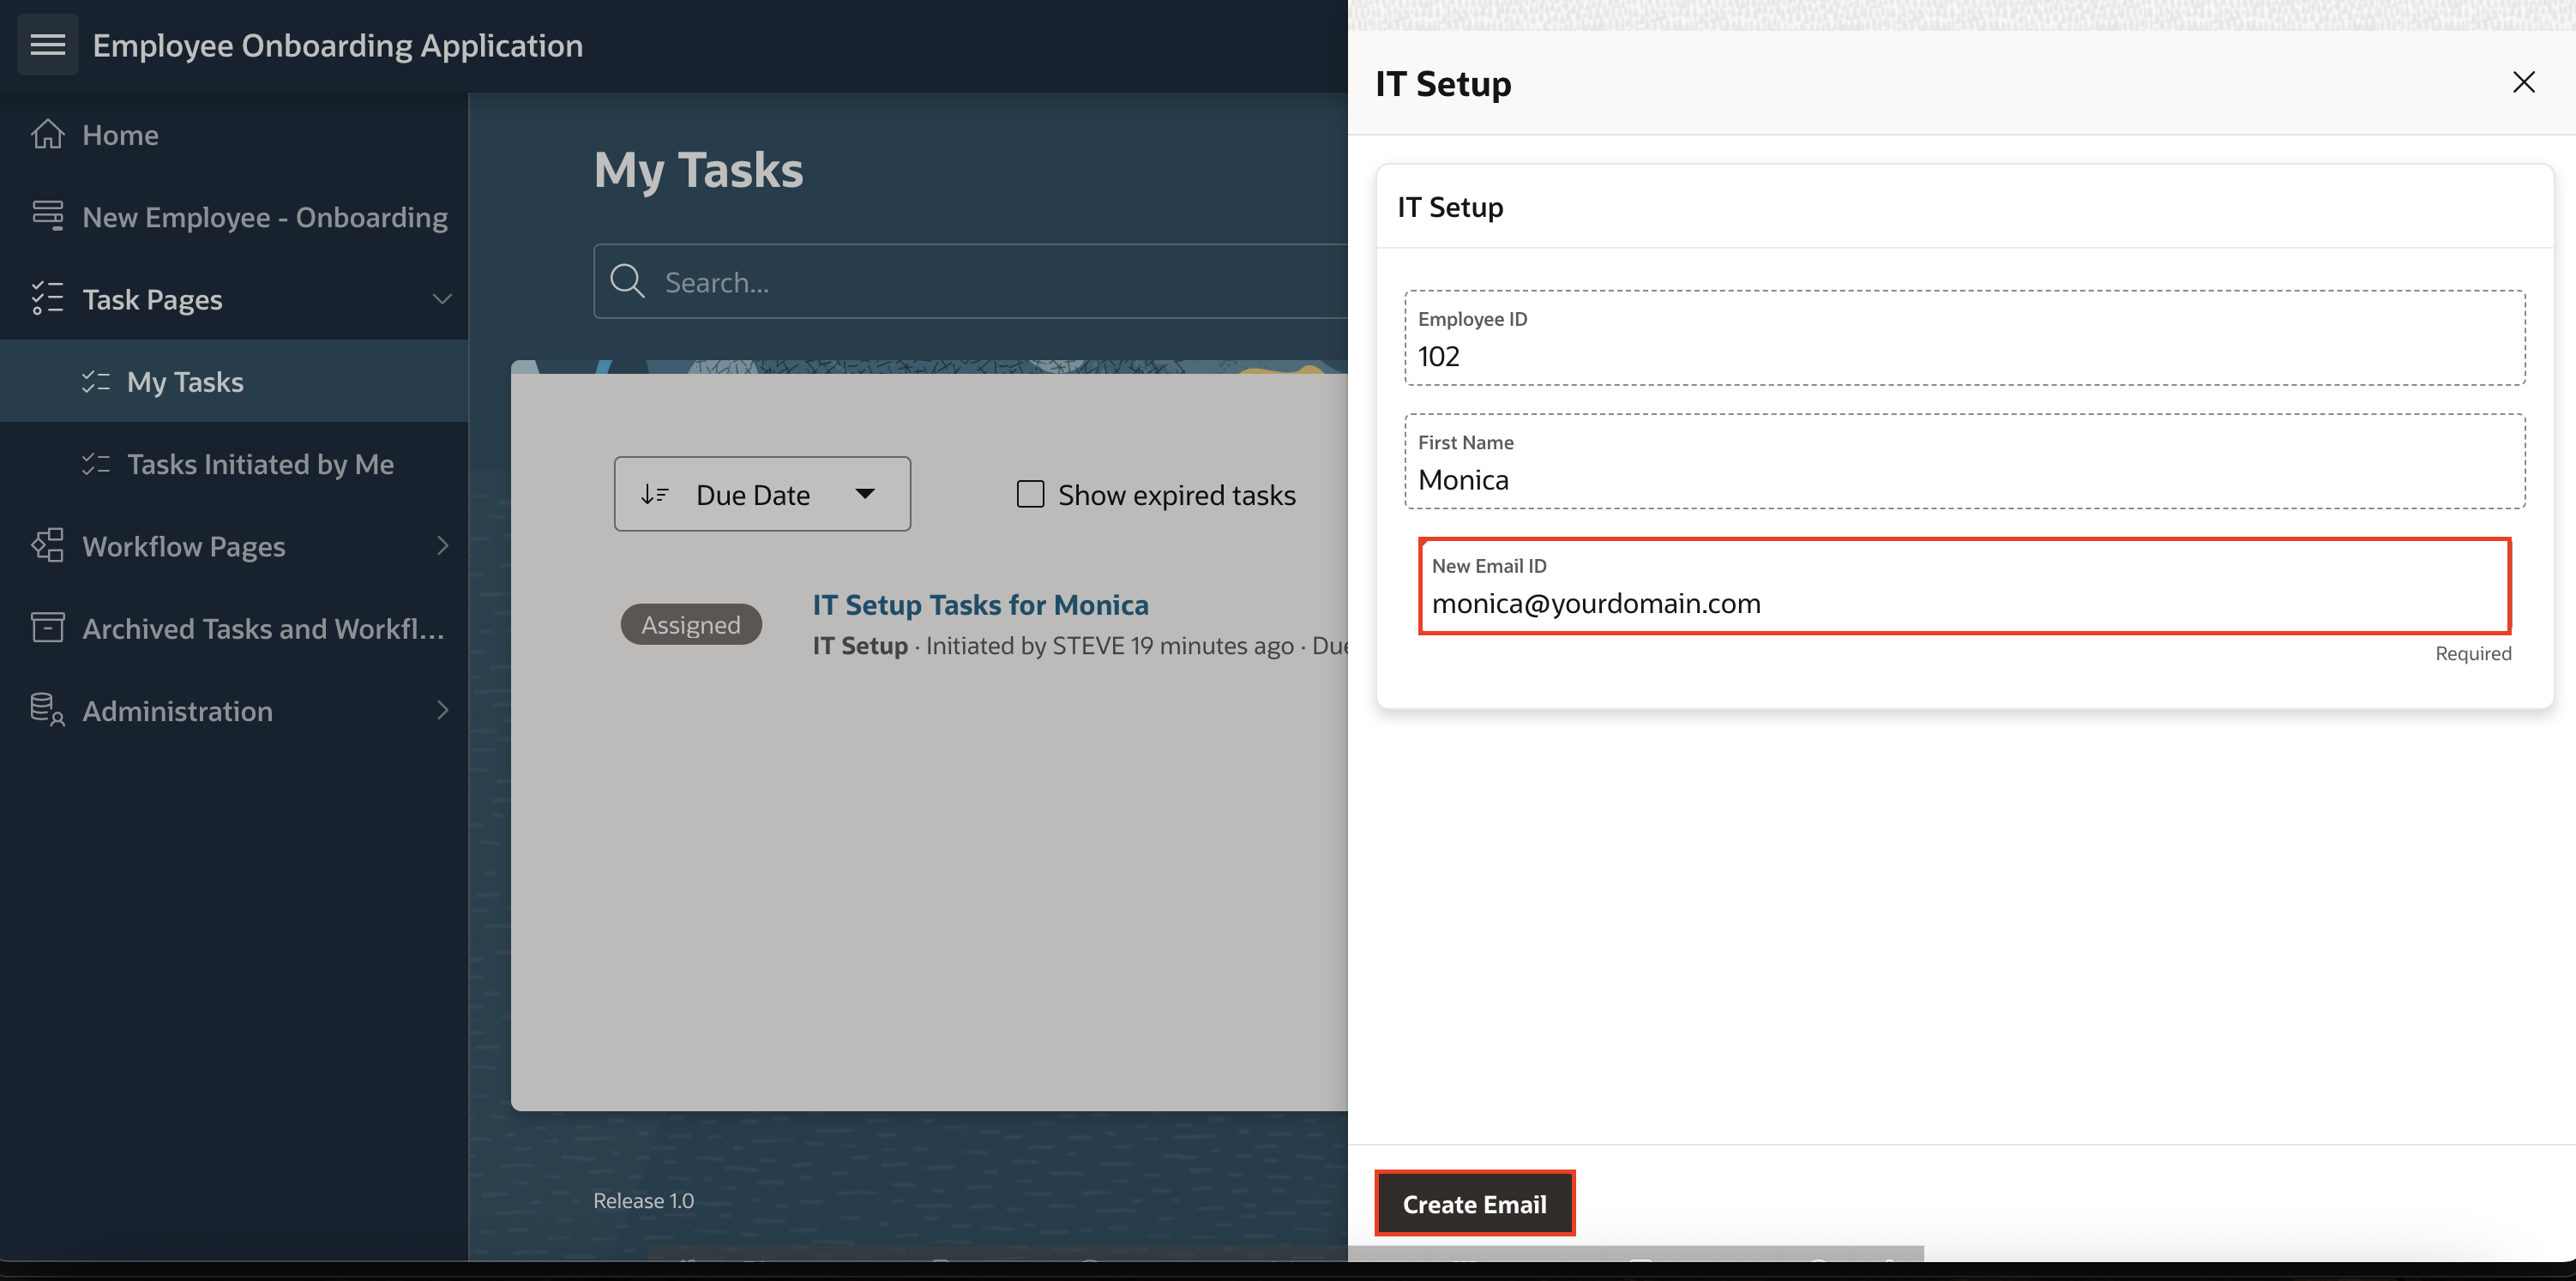 Employee Onboarding Application
Home
New Employee - Onboarding
Task Pages
My Tasks
Tasks Initiated by Me
Workflow Pages
Archived Tasks and Workfl...
Administration
My Tasks
Search...
Due Date
Show expired tasks
Assigned
IT Setup Tasks for Monica
IT Setup · Initiated by STEVE 19 minutes ago ·
Release 1.0
IT Setup
IT Setup
Employee ID
102
First Name
Monica
New Email ID
monica@yourdomain.com
Required
Create Email